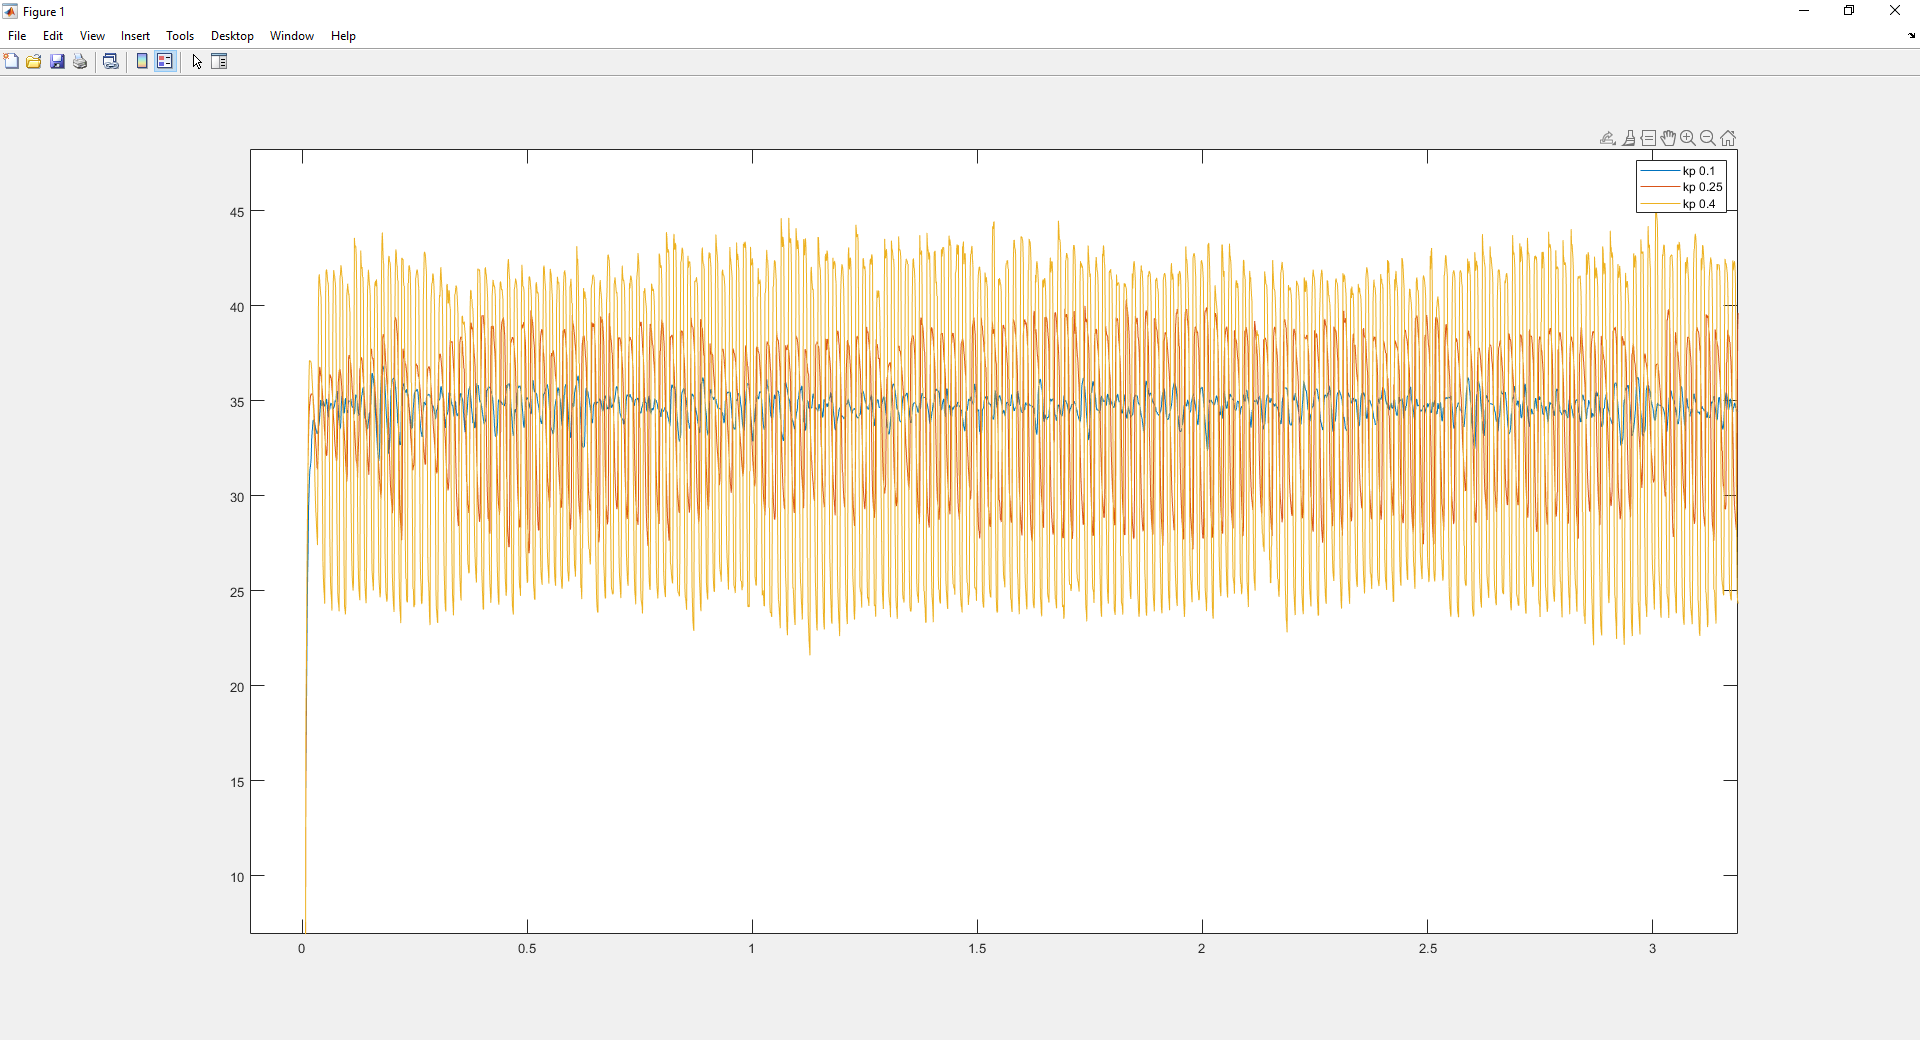 Figure 1
File Edit View Insert Tools Desktop Window Help
kp 0.1
kp 0.25
kp 0.4
45
40
35
30
25
20
15
10
0 0.5 1 1.5 2 2.5 3